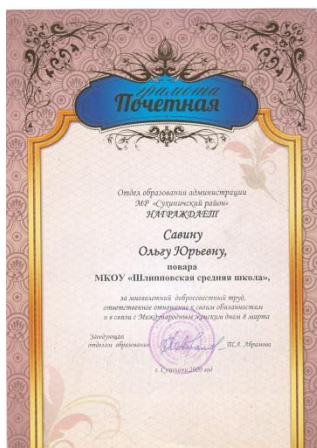 грамота
Почетная
Отдел образования администрации
МР «Сухиничский район»
НАГРАЖДАЕТ
Савину
Ольгу Юрьевну,
повара
МКОУ «Шлипповская средняя школа»,
за многолетний добросовестный труд,
ответственное отношение к своим обязанностям
и в связи с Международным женским днем 8 марта
Заведующая
отделом образования
Т.А. Абрамова
2020 год